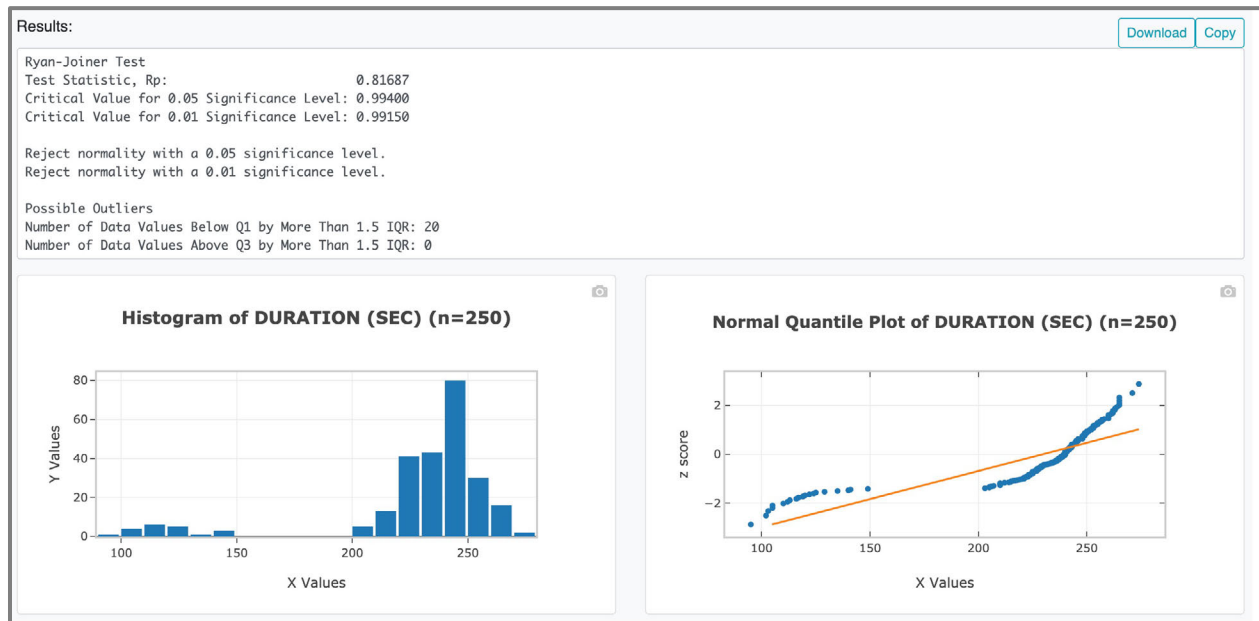 Results:
Download Copy
Ryan-Joiner Test
Test Statistic, Rp: 0.81687
Critical Value for 0.05 Significance Level: 0.99400
Critical Value for 0.01 Significance Level: 0.99150
Reject normality with a 0.05 significance level.
Reject normality with a 0.01 significance level.
Possible Outliers
Number of Data Values Below Q1 by More Than 1.5 IQR: 20
Number of Data Values Above Q3 by More Than 1.5 IQR: 0
Histogram of DURATION (SEC) (n=250)
80
60
40
20
0
Y Values
100 150 200 250
X Values
Normal Quantile Plot of DURATION (SEC) (n=250)
2
0
−2
z score
100 150 200 250
X Values